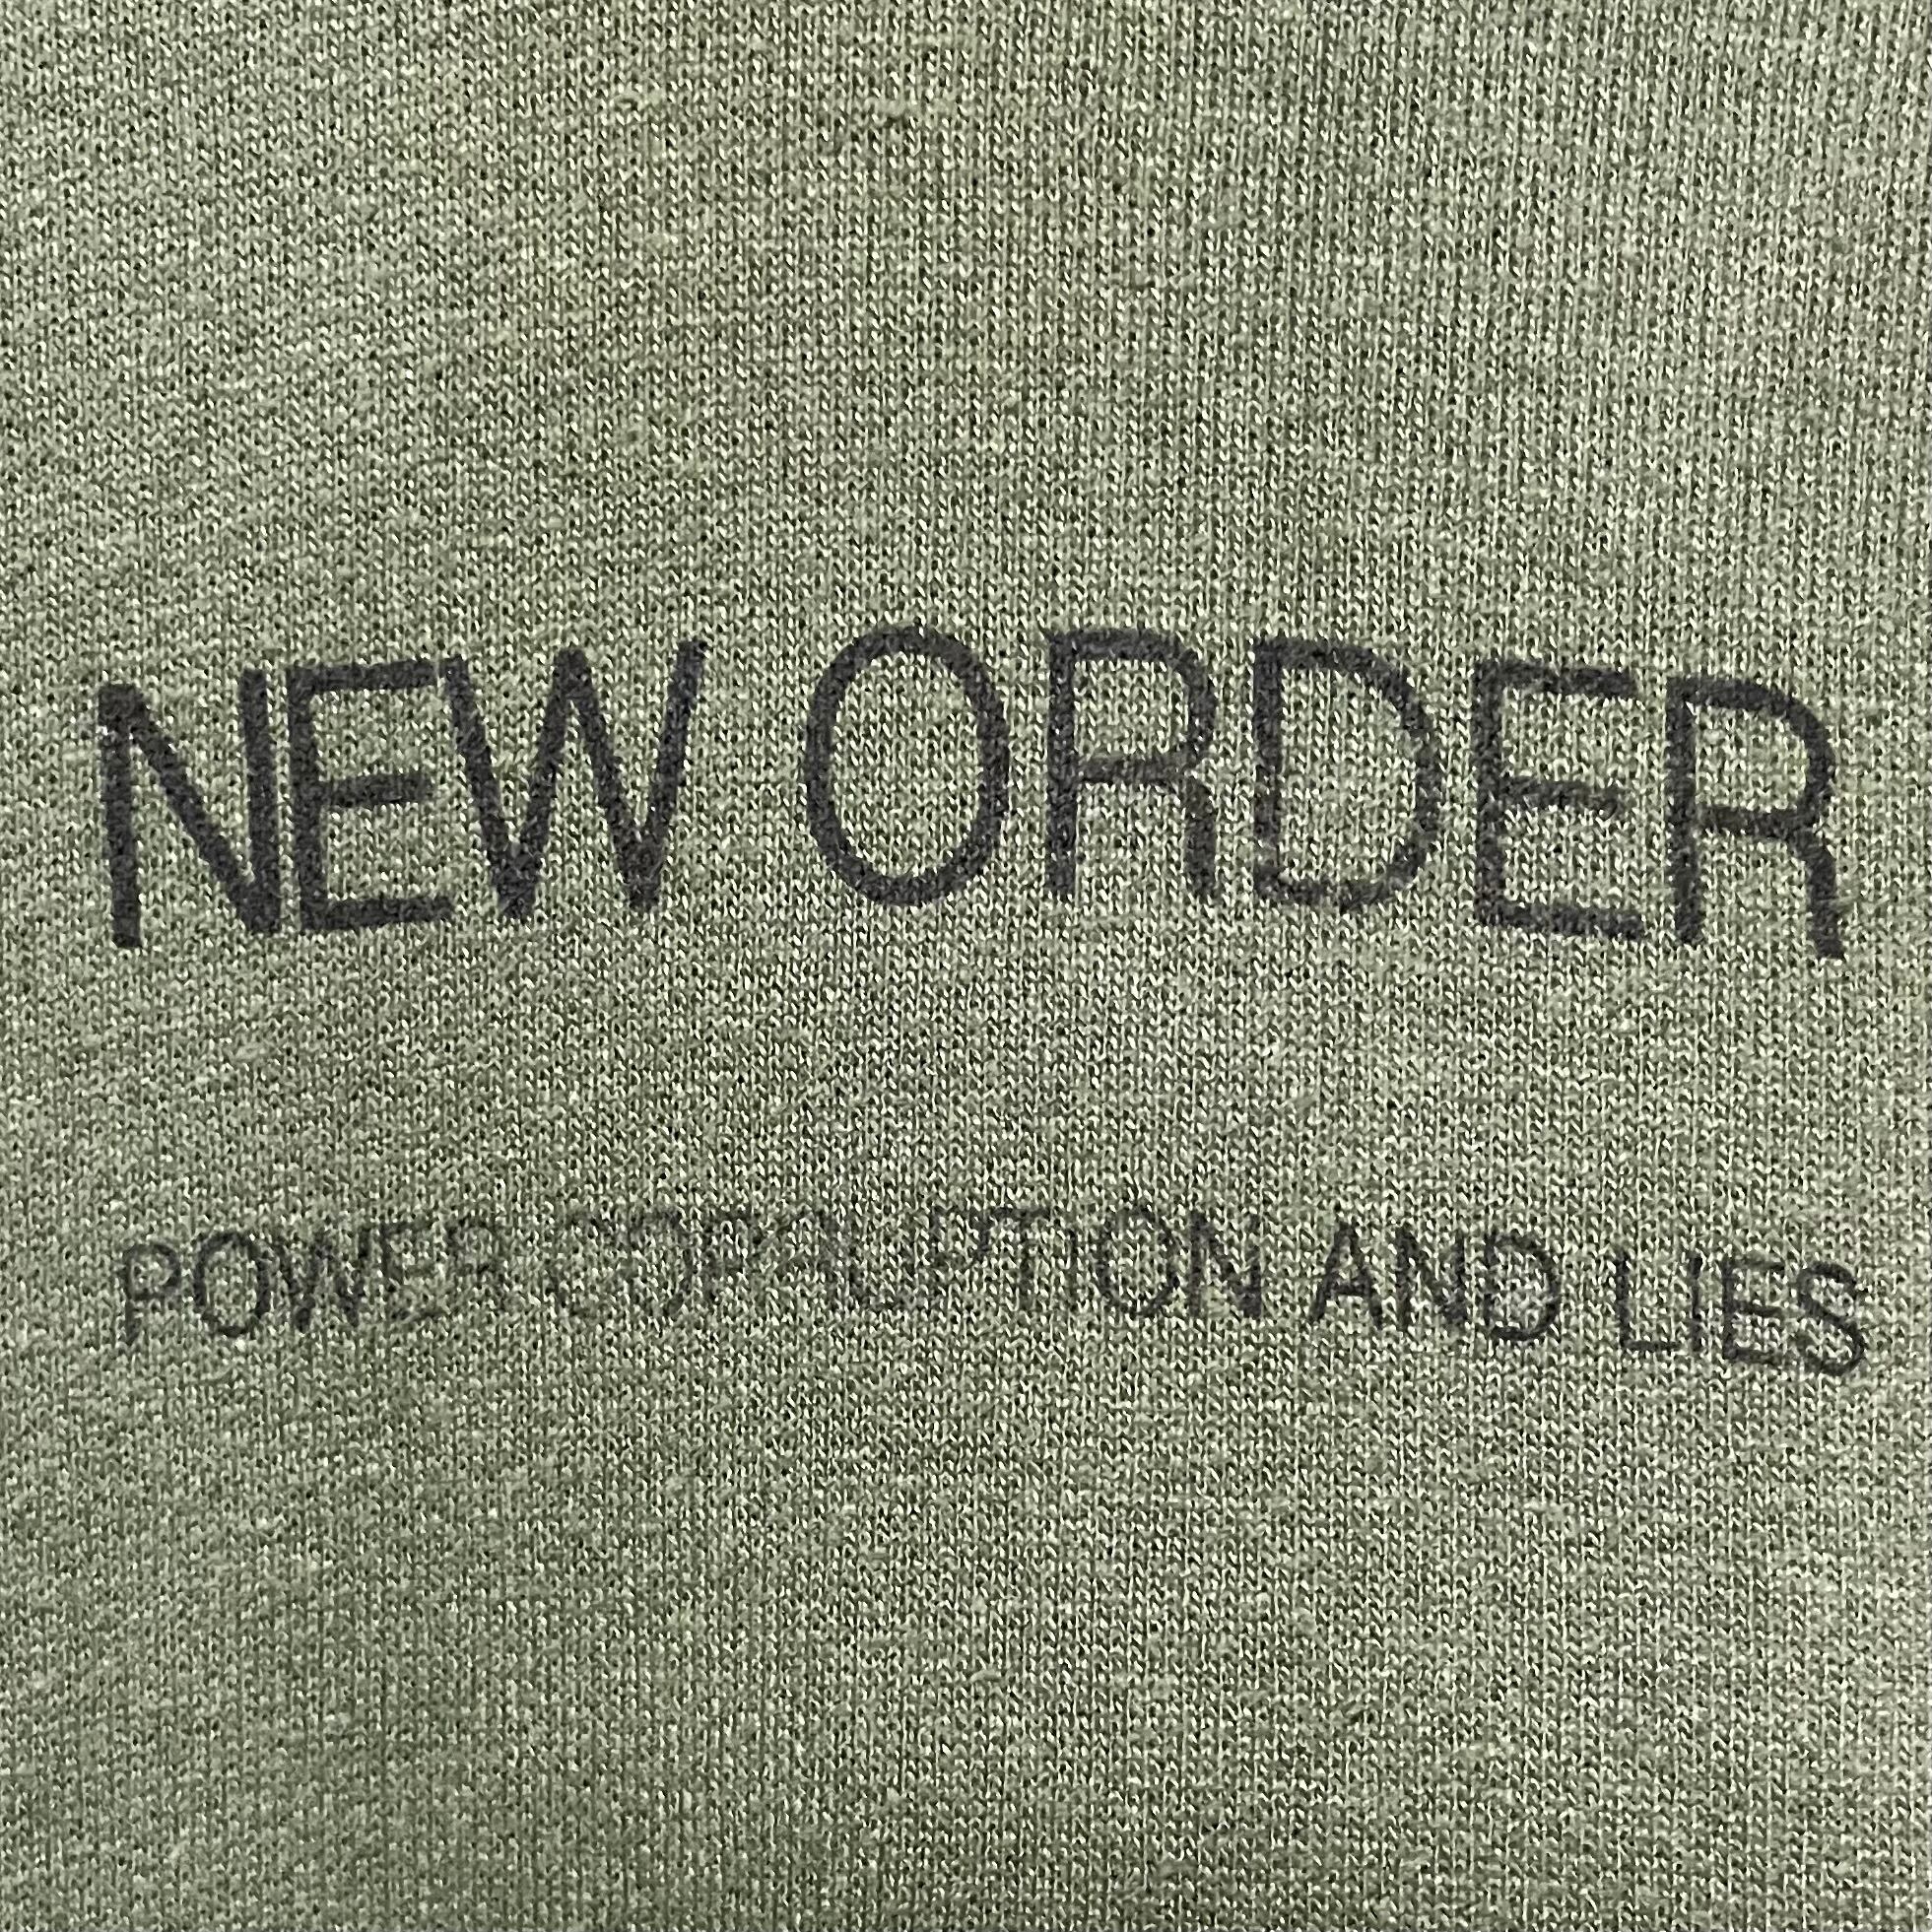 NEW ORDER
POWER CORRUPTION AND LIES